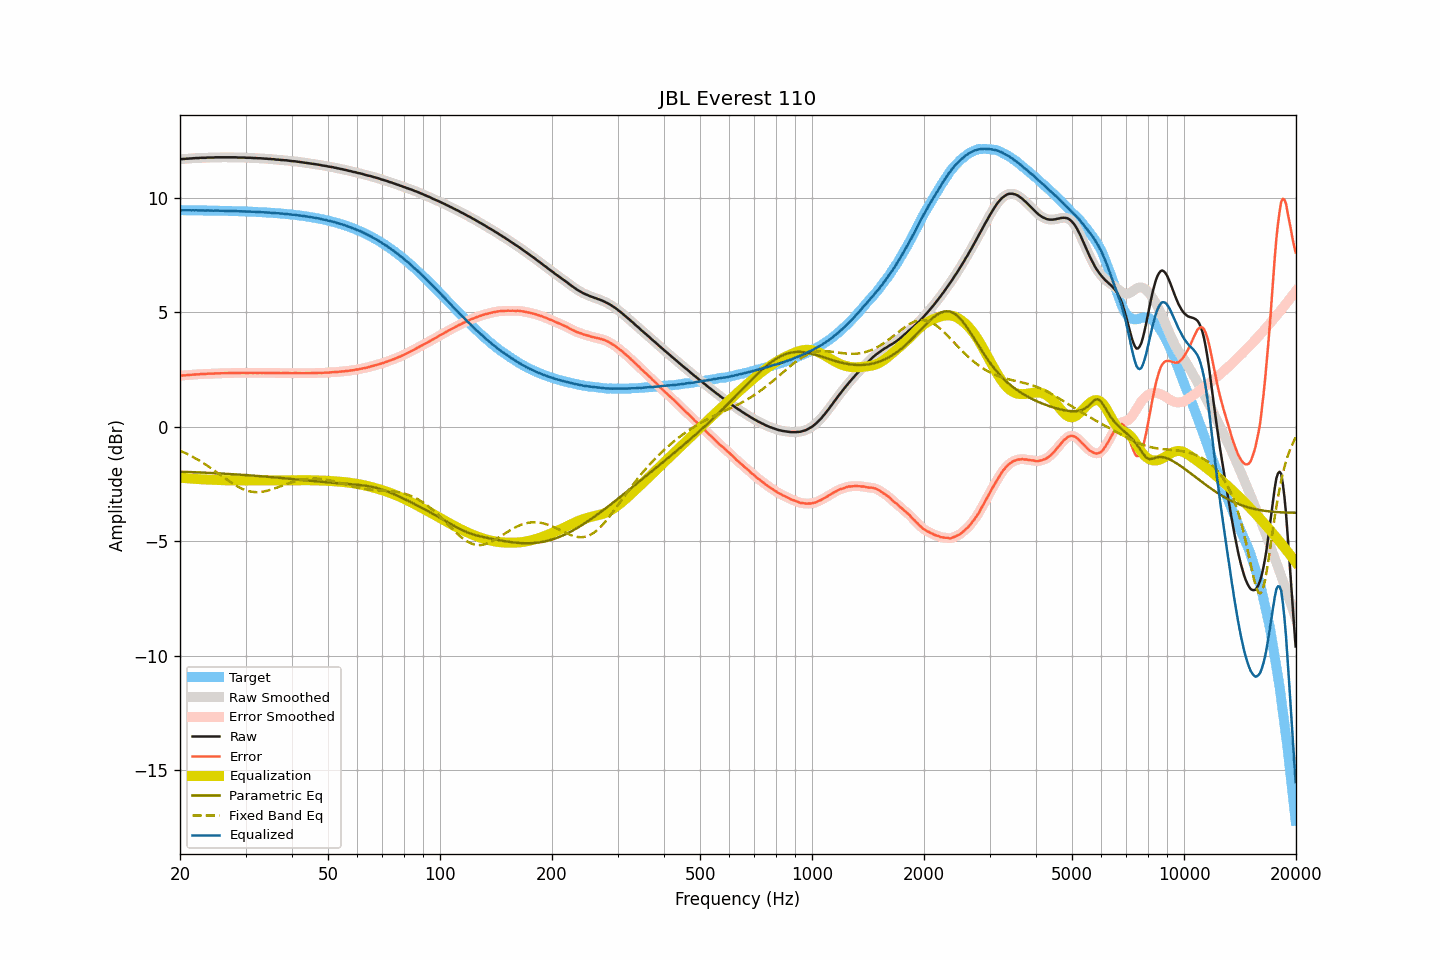 JBL Everest 110
Amplitude (dBr)
10
5
0
−5
−10
−15
Target
Raw Smoothed
Error Smoothed
Raw
Error
Equalization
Parametric Eq
Fixed Band Eq
Equalized
20 50 100 200 500 1000 2000 5000 10000 20000
Frequency (Hz)